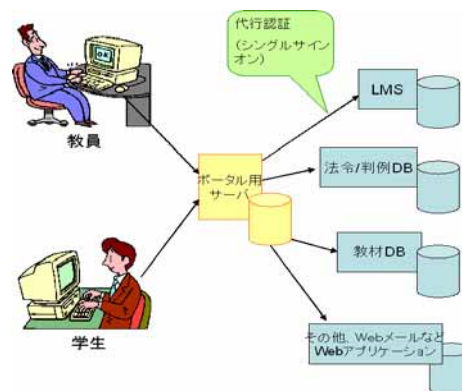 代行認証
(シングルサイン
オン)
OK
教員
学生
ポータル用
サーバ
LMS
法令/判例DB
教材DB
その他、Webメールなど
Webアプリケーション